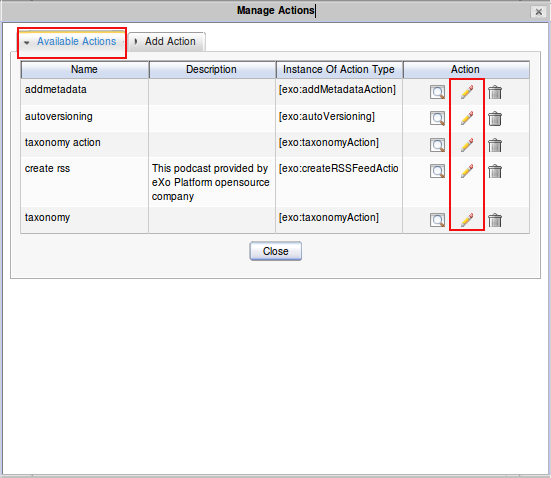 Manage Actions
Available Actions Add Action
Name Description Instance Of Action Type Action
addmetadata [exo:addMetadataAction]
autoversioning [exo:autoVersioning]
taxonomy action [exo:taxonomyAction]
create rss This podcast provided by [exo:createRSSFeedActio
eXo Platform opensource
company
taxonomy [exo:taxonomyAction]
Close